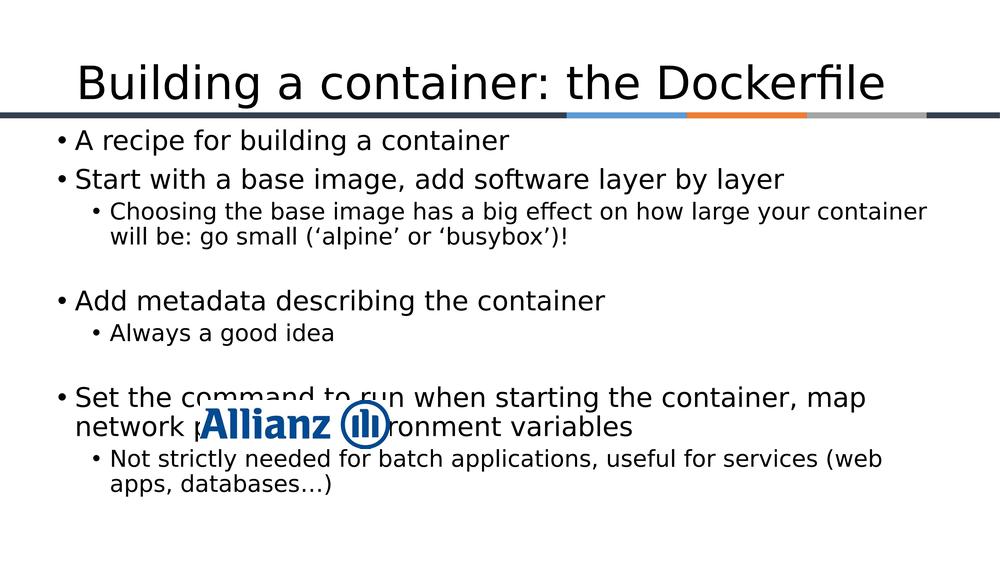 Building a container: the Dockerfile
• A recipe for building a container
• Start with a base image, add software layer by layer
• Choosing the base image has a big effect on how large your container
will be: go small (‘alpine’ or ‘busybox’)!
• Add metadata describing the container
• Always a good idea
• Set the command to run when starting the container, map
network variables
Allianz
• Not strictly needed for batch applications, useful for services (web
apps, databases…)